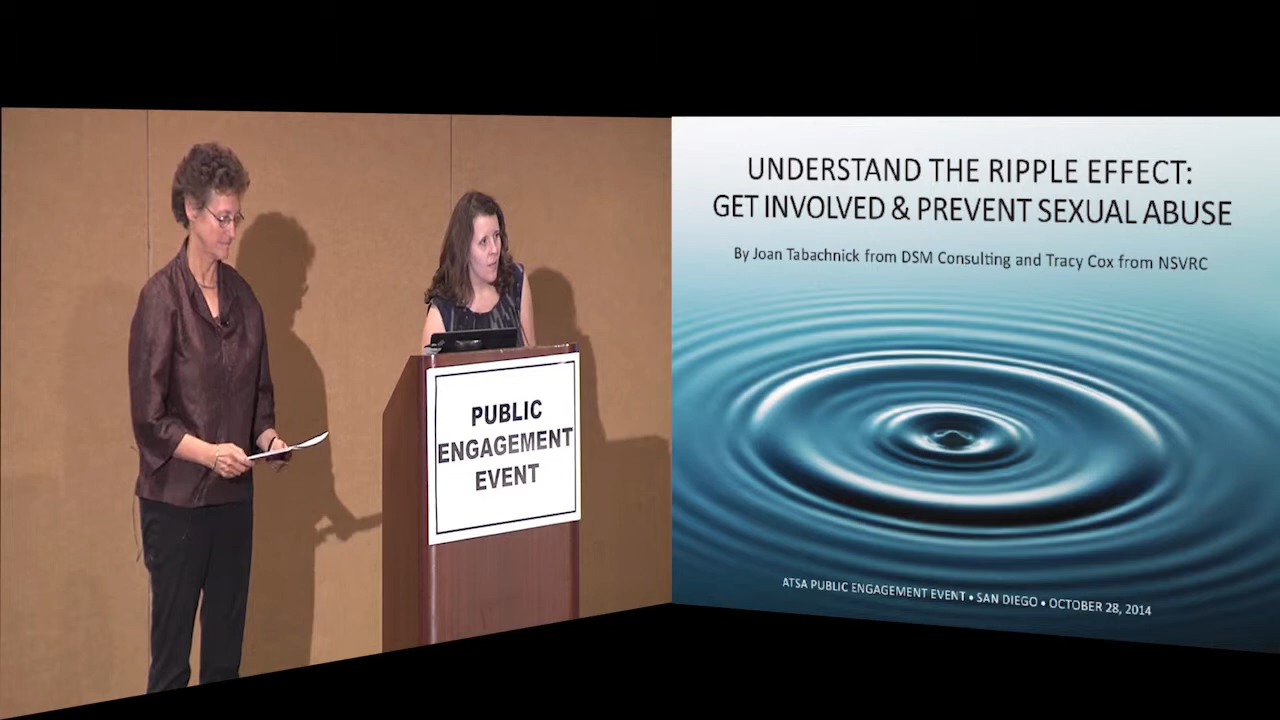 PUBLIC
ENGAGEMENT
EVENT
UNDERSTAND THE RIPPLE EFFECT:
GET INVOLVED & PREVENT SEXUAL ABUSE
By Joan Tabachnick from DSM Consulting and Tracy Cox from NSVRC
ATSA PUBLIC ENGAGEMENT EVENT • SAN DIEGO • OCTOBER 28, 2014